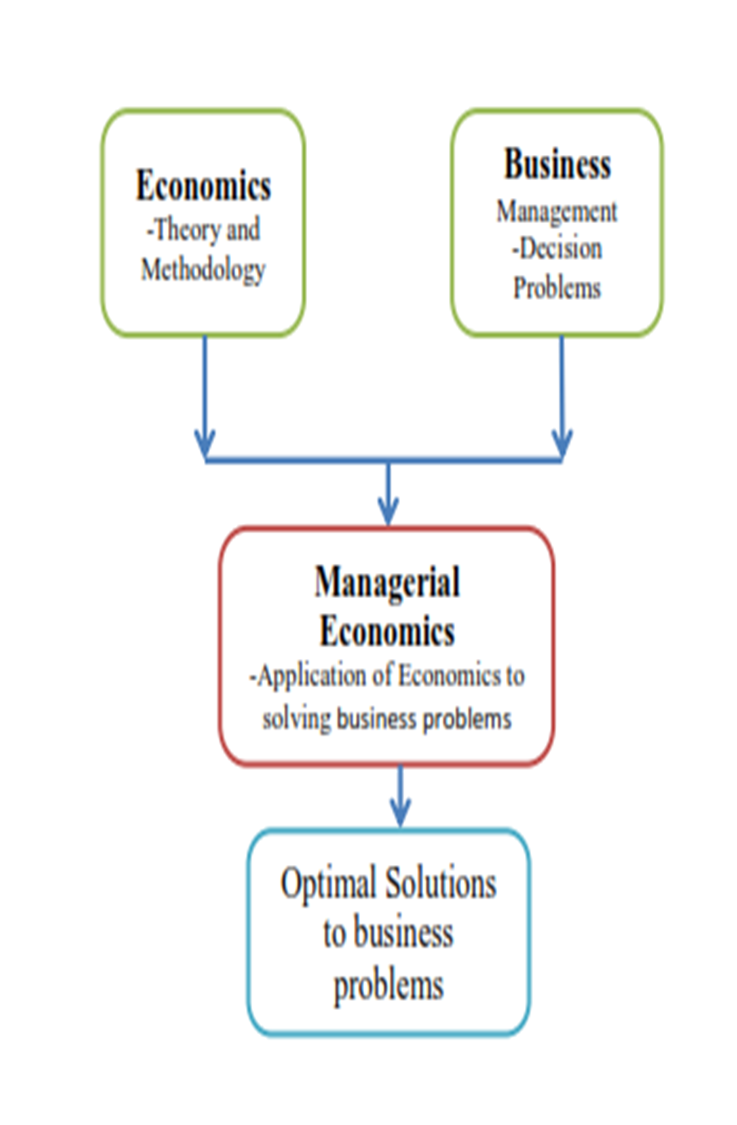 Economics
-Theory and
Methodology
Business
Management
-Decision
Problems
Managerial
Economics
-Application of Economics to
solving business problems
Optimal Solutions
to business
problems